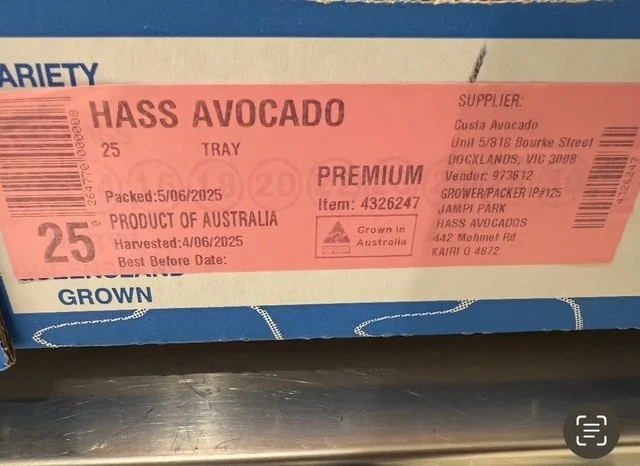 ARIETY
HASS AVOCADO
25 TRAY
Packed:5/06/2025
PRODUCT OF AUSTRALIA
Harvested:4/06/2025
Best Before Date:
25
PREMIUM
Item: 4326247
Grown in
Australia
SUPPLIER:
Costa Avocado
Unit 5/818 Bourke Street
DOCKLANDS, VIC 3008
Vendor: 973612
GROWER/PACKER IP#125
JAMPI PARK
HASS AVOCADOS
442 Mehmet Rd
KAIRI Q 4872
4326247
GROWN